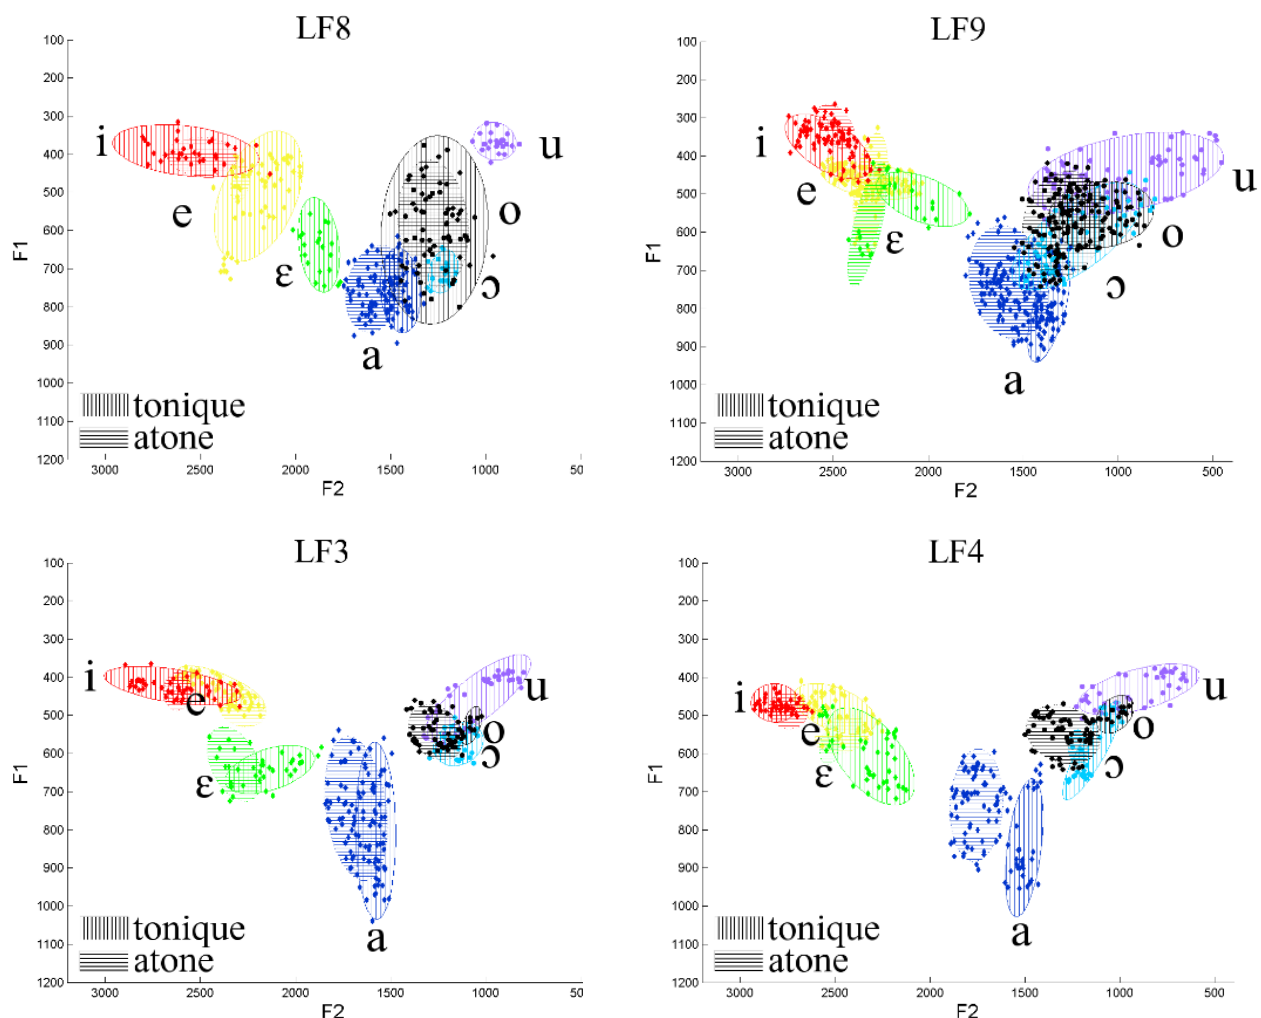 LF8
100
200
300
400
500
600
700
800
900
1000
1100
1200
F1
i
e
ɛ
a
o
ɔ
u
tonique
atone
3000 2500 2000 1500 1000 50
F2
LF9
100
200
300
400
500
600
700
800
900
1000
1100
1200
F1
i
e
ɛ
a
u
o
ɔ
tonique
atone
3000 2500 2000 1500 1000 500
F2
LF3
100
200
300
400
500
600
700
800
900
1000
1100
1200
F1
i
e
ɛ
a
u
o
ɔ
tonique
atone
3000 2500 2000 1500 1000 50
F2
LF4
100
200
300
400
500
600
700
800
900
1000
1100
1200
F1
i
e
ɛ
a
u
o
ɔ
tonique
atone
3000 2500 2000 1500 1000 500
F2